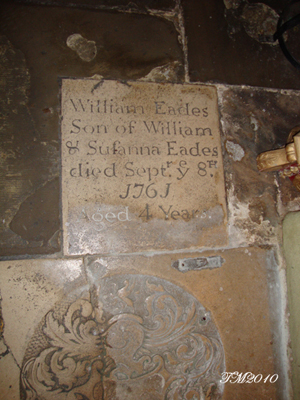 William Eades
Son of William
& Suſanna Eades
died Sept.r ye 8th
1761
Aged 4 Years
TM2010